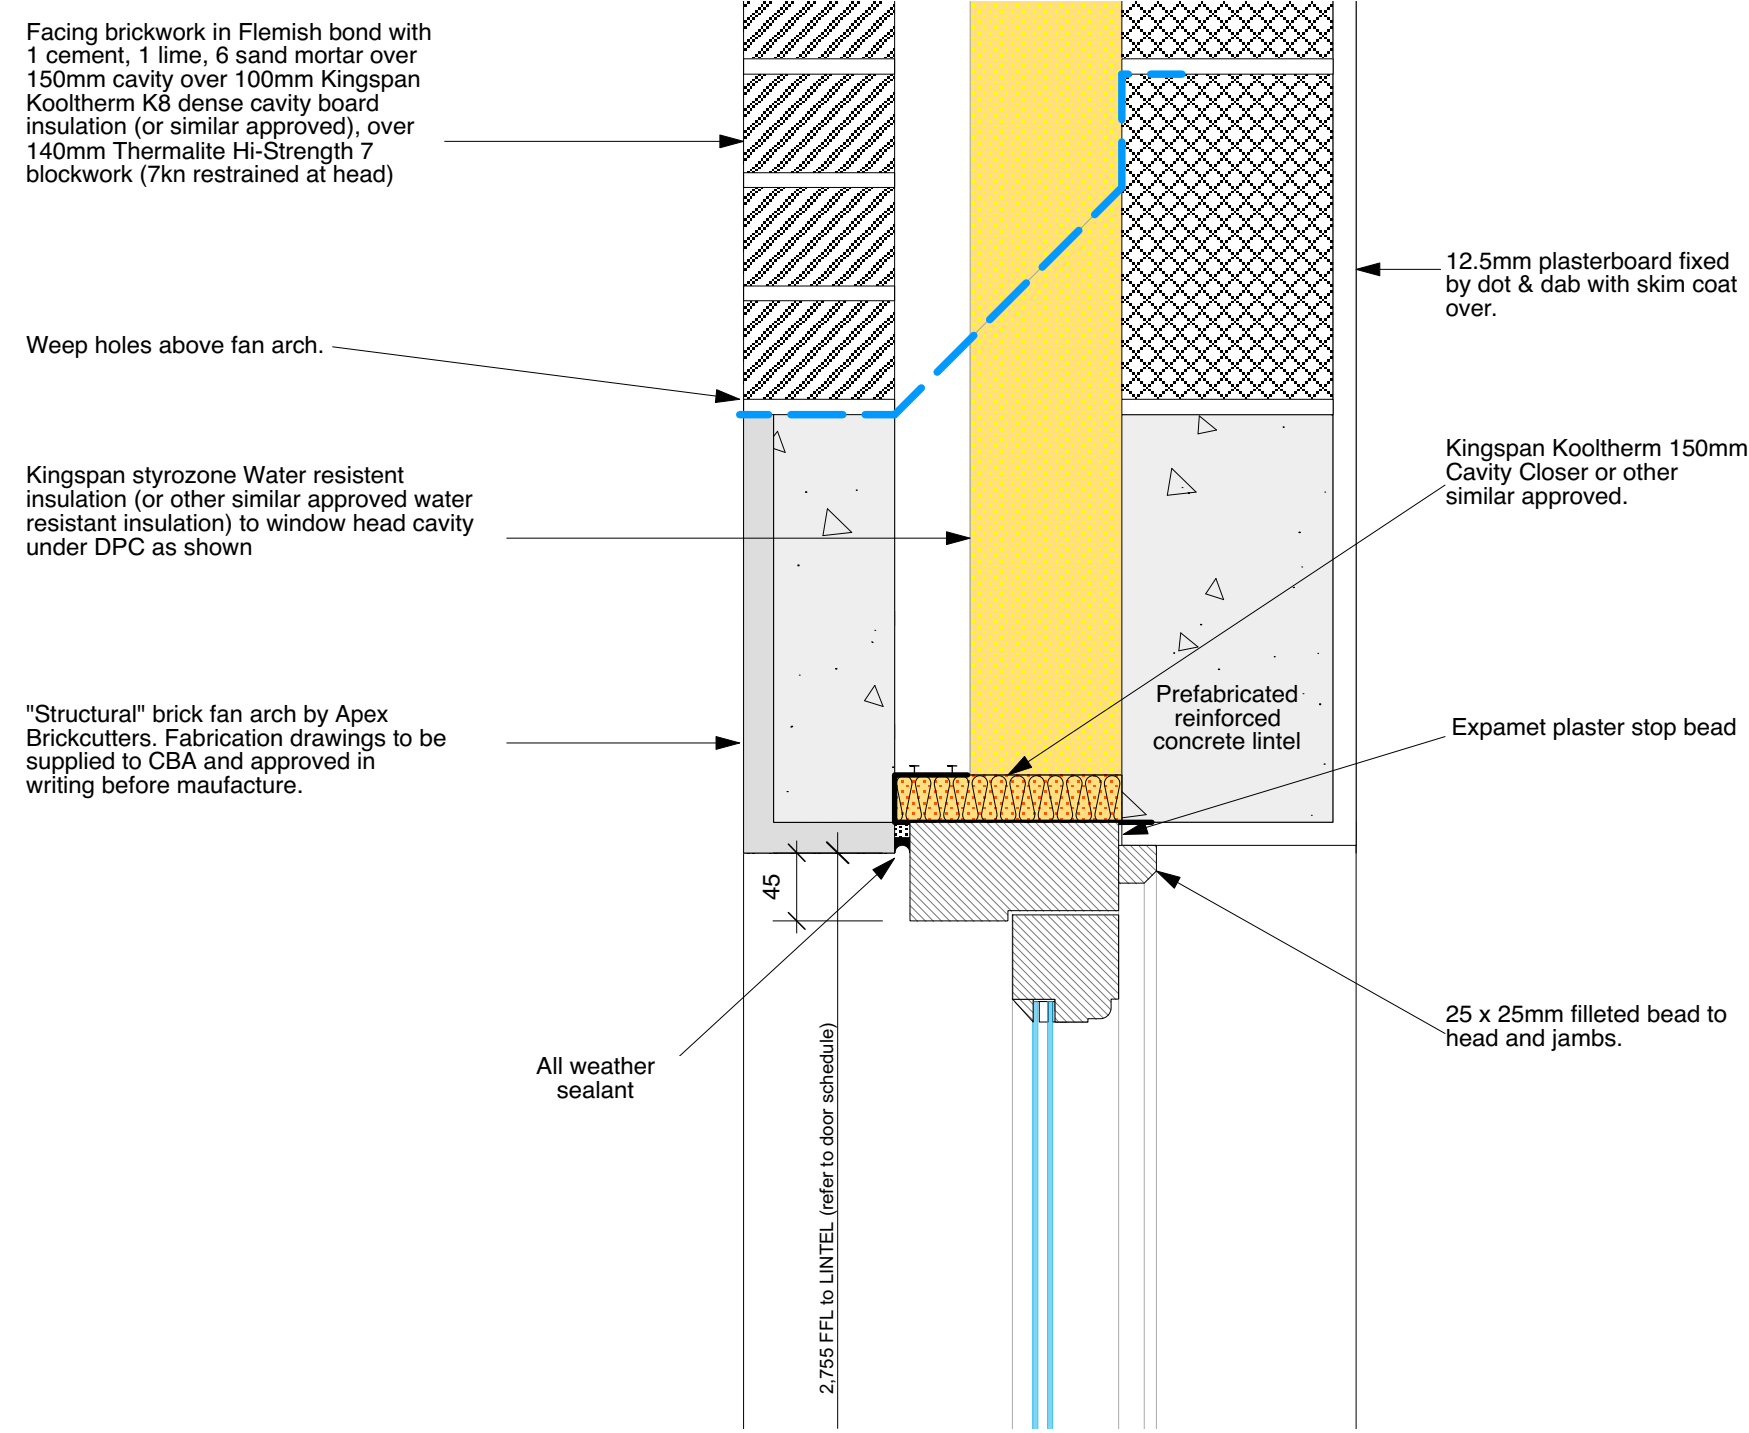 Facing brickwork in Flemish bond with
1 cement, 1 lime, 6 sand mortar over
150mm cavity over 100mm Kingspan
Kooltherm K8 dense cavity board
insulation (or similar approved), over
140mm Thermalite Hi-Strength 7
blockwork (7kn restrained at head)
12.5mm plasterboard fixed
by dot & dab with skim coat
over.
Weep holes above fan arch.
Kingspan Kooltherm 150mm
Cavity Closer or other
similar approved.
Kingspan styrozone Water resistent
insulation (or other similar approved water
resistant insulation) to window head cavity
under DPC as shown
Prefabricated
reinforced
concrete lintel
"Structural" brick fan arch by Apex
Brickcutters. Fabrication drawings to be
supplied to CBA and approved in
writing before maufacture.
Expamet plaster stop bead
45
25 x 25mm filleted bead to
head and jambs.
All weather
sealant
2,755 FFL to LINTEL (refer to door schedule)